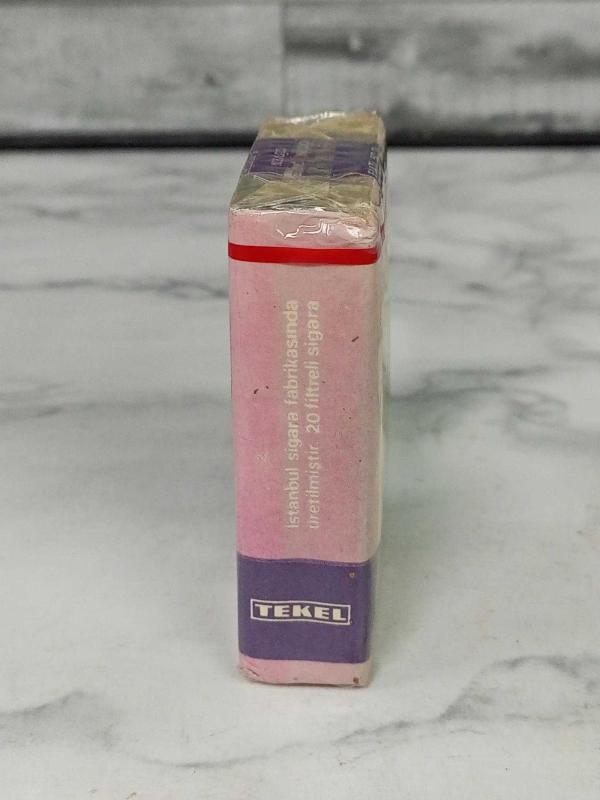 İstanbul sigara fabrikasında
üretilmiştir. 20 filtreli sigara
TEKEL